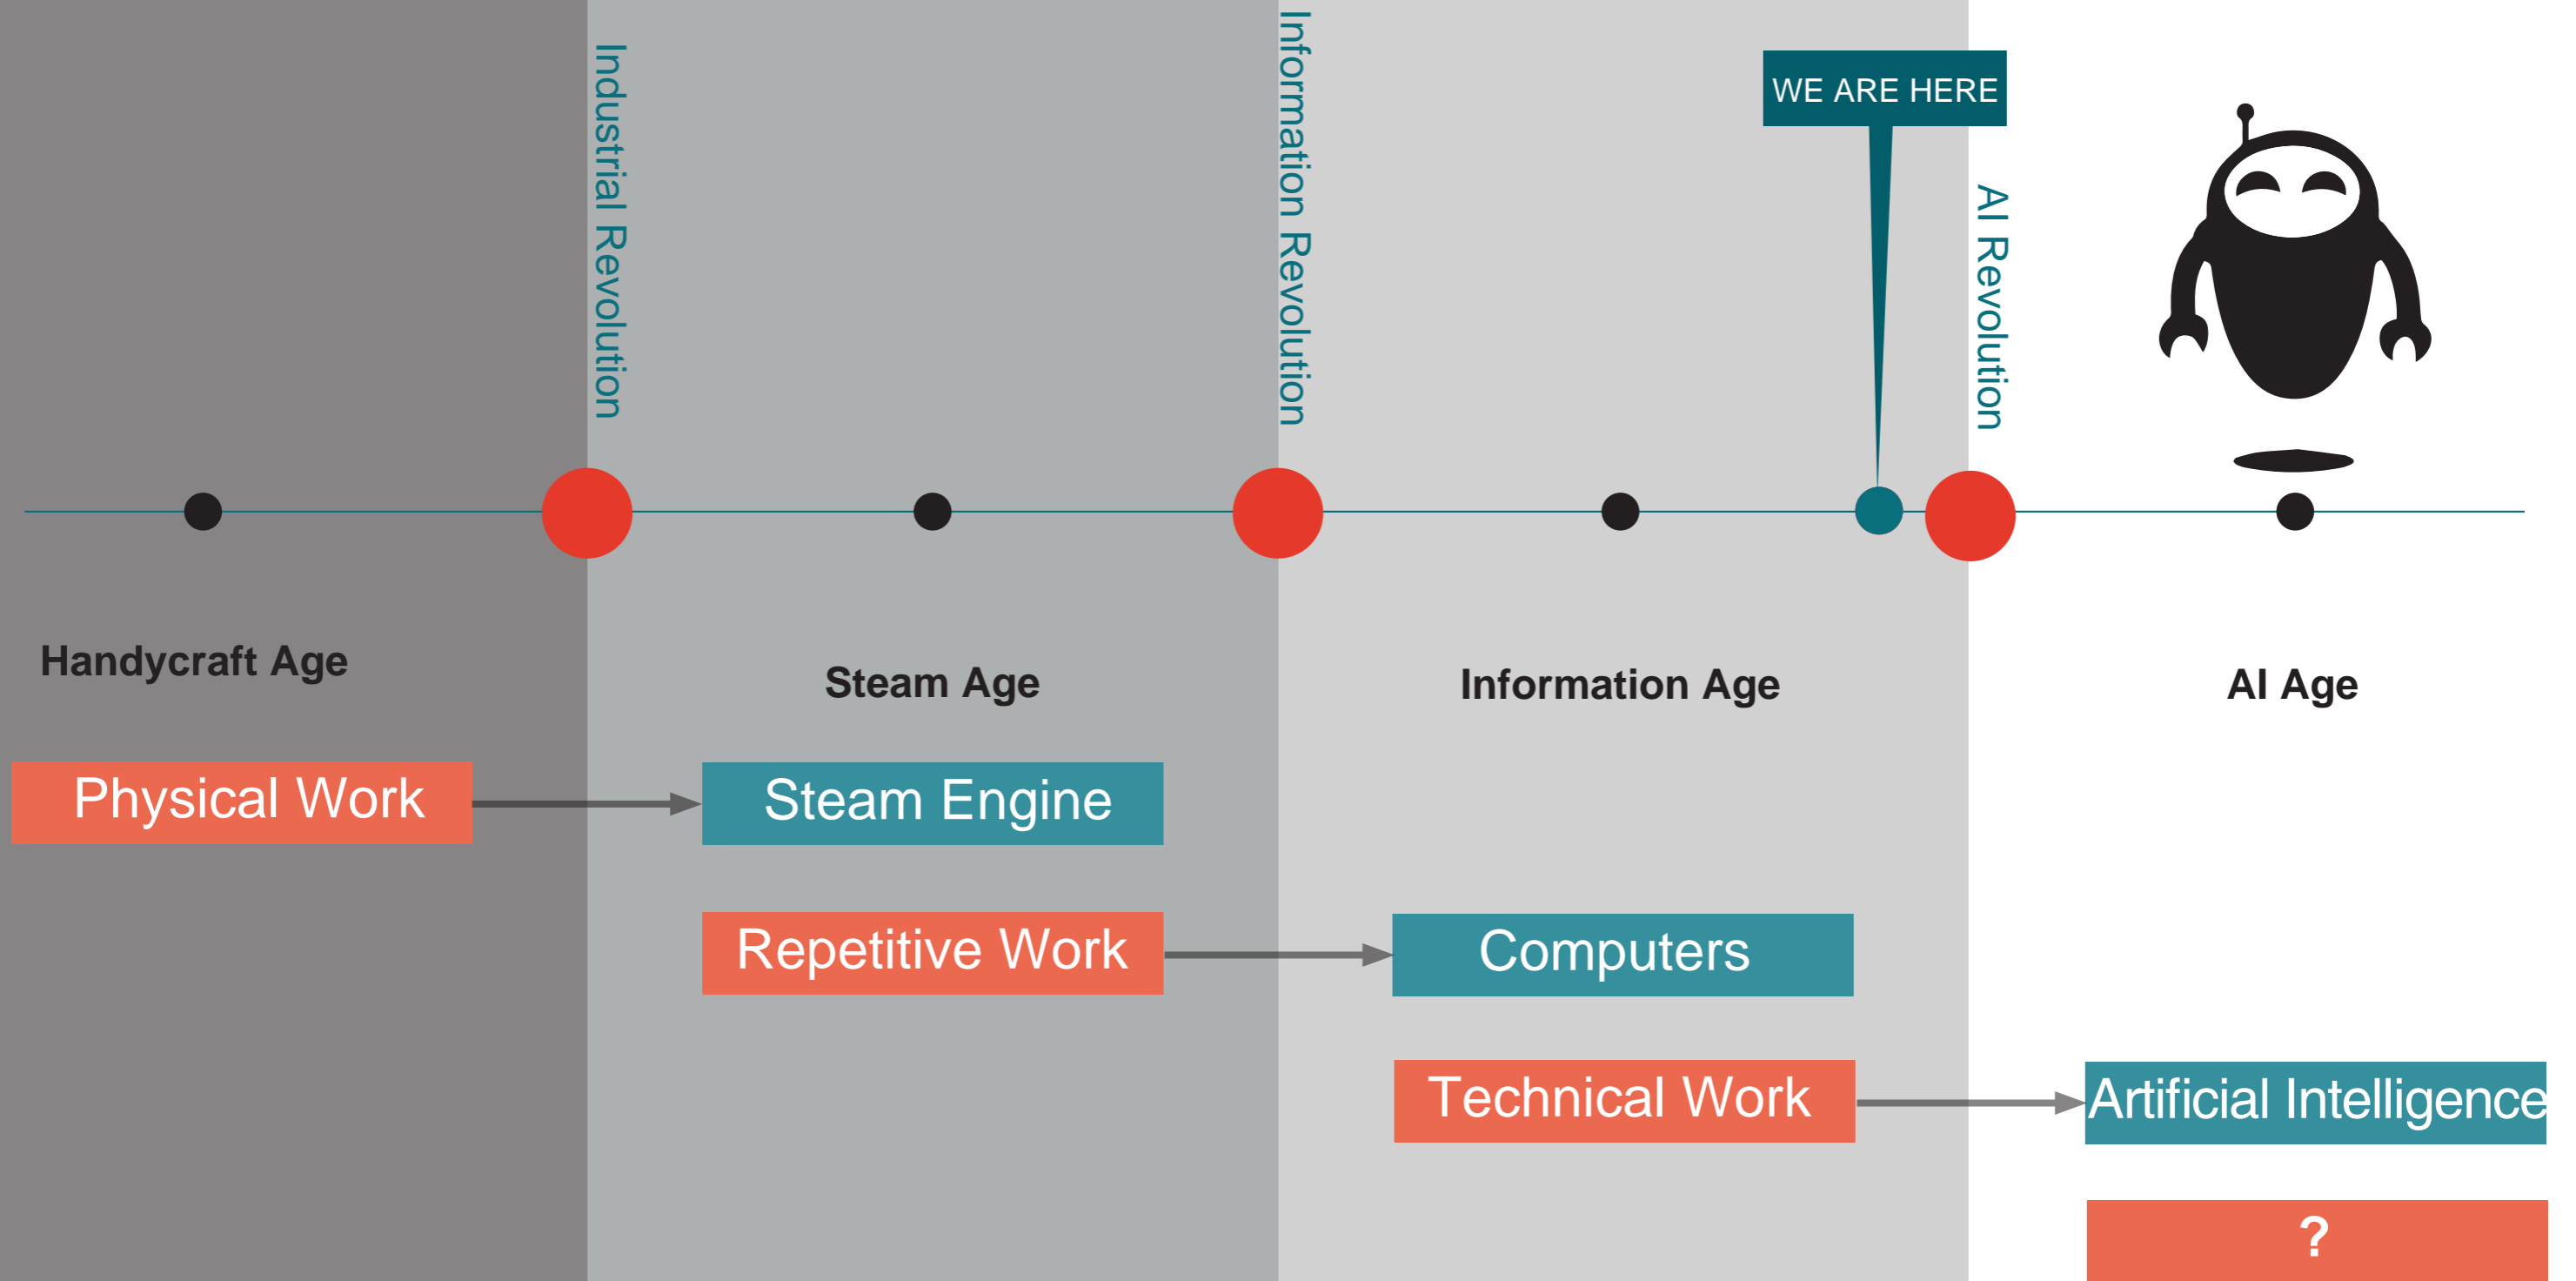 Industrial Revolution
Information Revolution
WE ARE HERE
AI Revolution
Handycraft Age
Steam Age
Information Age
AI Age
Physical Work
Steam Engine
Repetitive Work
Computers
Technical Work
Artificial Intelligence
?